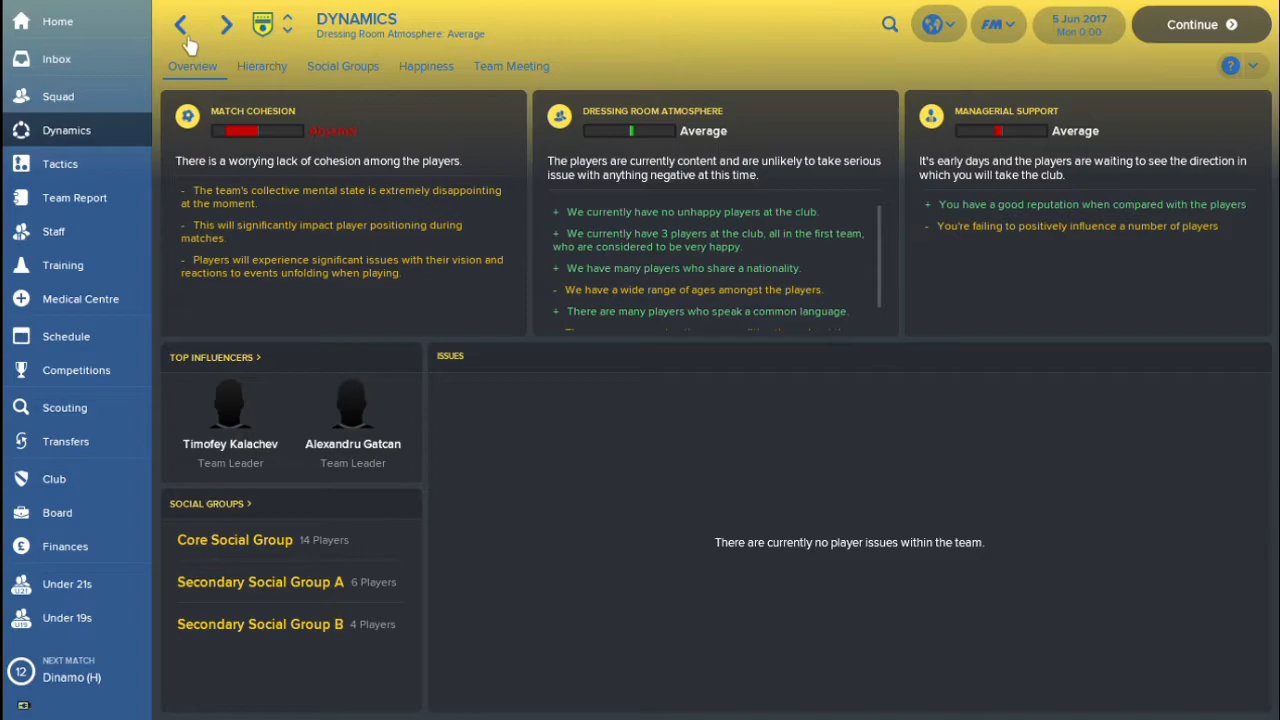 Home
Inbox
Squad
Dynamics
Tactics
Team Report
Staff
Training
Medical Centre
Schedule
Competitions
Scouting
Transfers
Club
Board
Finances
U21
Under 21s
U19
Under 19s
12
NEXT MATCH
Dinamo (H)
DYNAMICS
Dressing Room Atmosphere: Average
FM
5 Jun 2017
Mon 0:00
Continue
Overview
Hierarchy
Social Groups
Happiness
Team Meeting
?
MATCH COHESION
Abysmal
There is a worrying lack of cohesion among the players.
- The team's collective mental state is extremely disappointing
at the moment.
- This will significantly impact player positioning during
matches.
- Players will experience significant issues with their vision and
reactions to events unfolding when playing.
DRESSING ROOM ATMOSPHERE
Average
The players are currently content and are unlikely to take serious
issue with anything negative at this time.
+ We currently have no unhappy players at the club.
+ We currently have 3 players at the club, all in the first team,
who are considered to be very happy.
+ We have many players who share a nationality.
- We have a wide range of ages amongst the players.
+ There are many players who speak a common language.
MANAGERIAL SUPPORT
Average
It's early days and the players are waiting to see the direction in
which you will take the club.
+ You have a good reputation when compared with the players
- You're failing to positively influence a number of players
TOP INFLUENCERS >
Timofey Kalachev
Team Leader
Alexandru Gatcan
Team Leader
SOCIAL GROUPS >
Core Social Group 14 Players
Secondary Social Group A 6 Players
Secondary Social Group B 4 Players
ISSUES
There are currently no player issues within the team.